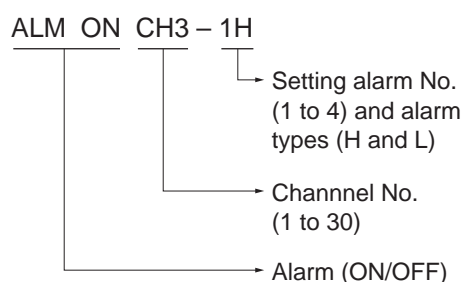 ALM ON CH3 – 1H
Setting alarm No.
(1 to 4) and alarm
types (H and L)
Channnel No.
(1 to 30)
Alarm (ON/OFF)